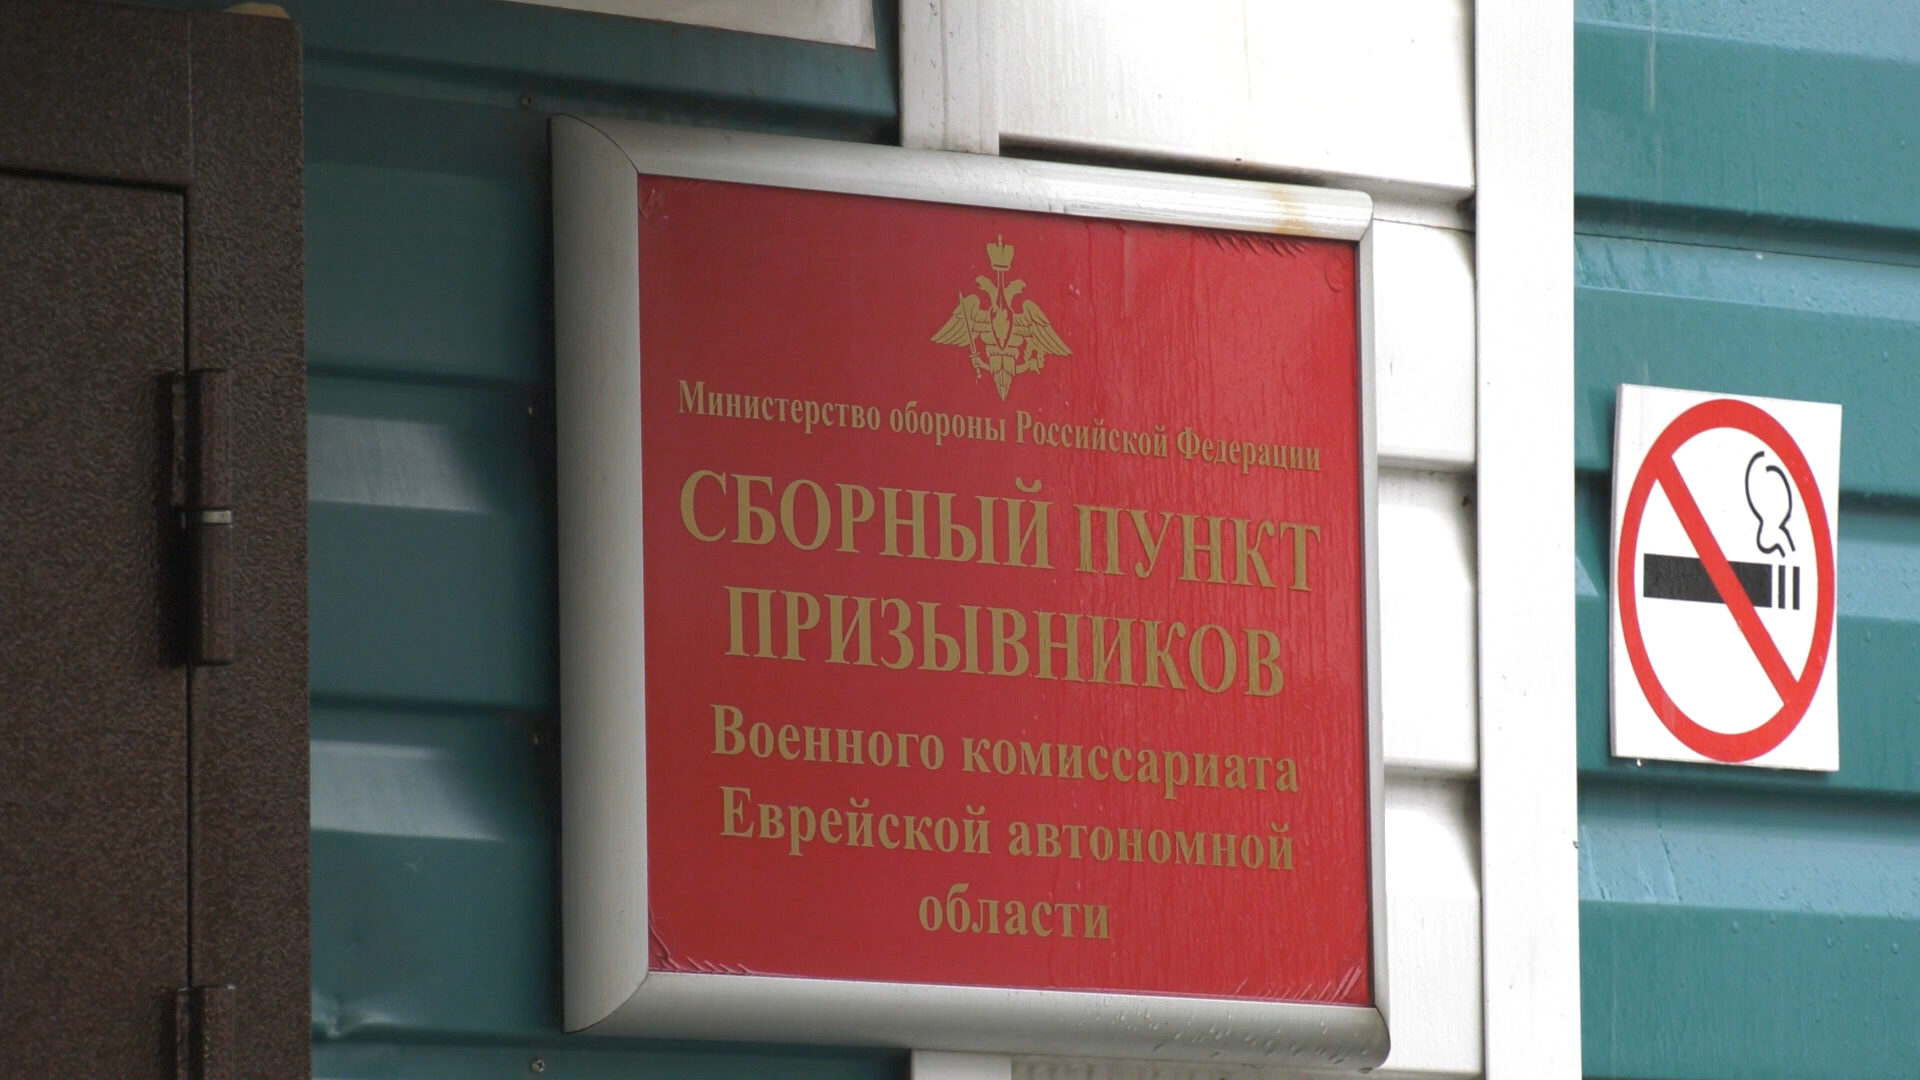 Министерство обороны Российской Федерации
СБОРНЫЙ ПУНКТ
ПРИЗЫВНИКОВ
Военного комиссариата
Еврейской автономной
области